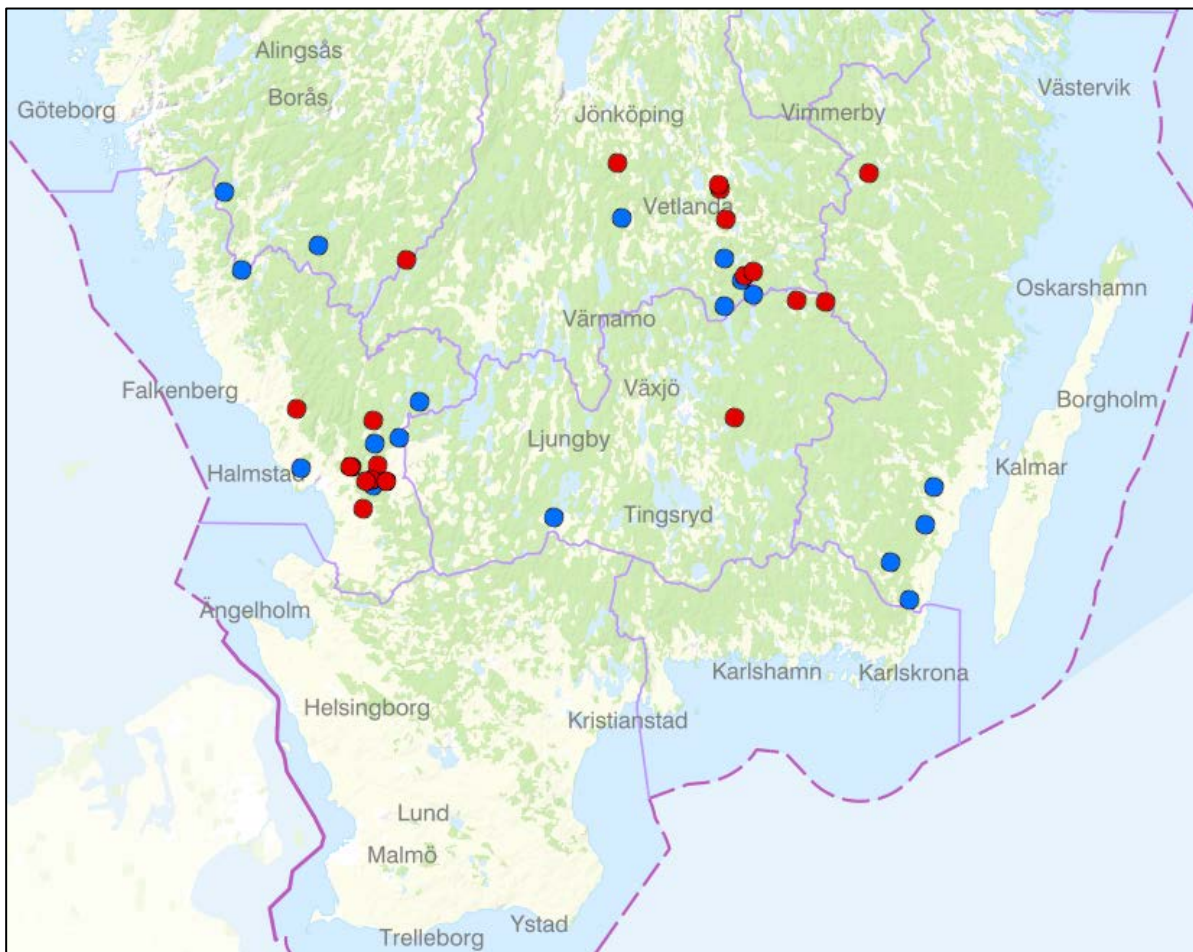 Alingsås
Västervik
Borås
Göteborg
Jönköping
Vimmerby
Vetlanda
Oskarshamn
Värnamo
Falkenberg
Växjö
Borgholm
Ljungby
Halmstad
Kalmar
Tingsryd
Ängelholm
Karlshamn
Karlskrona
Helsingborg
Kristianstad
Lund
Malmö
Ystad
Trelleborg